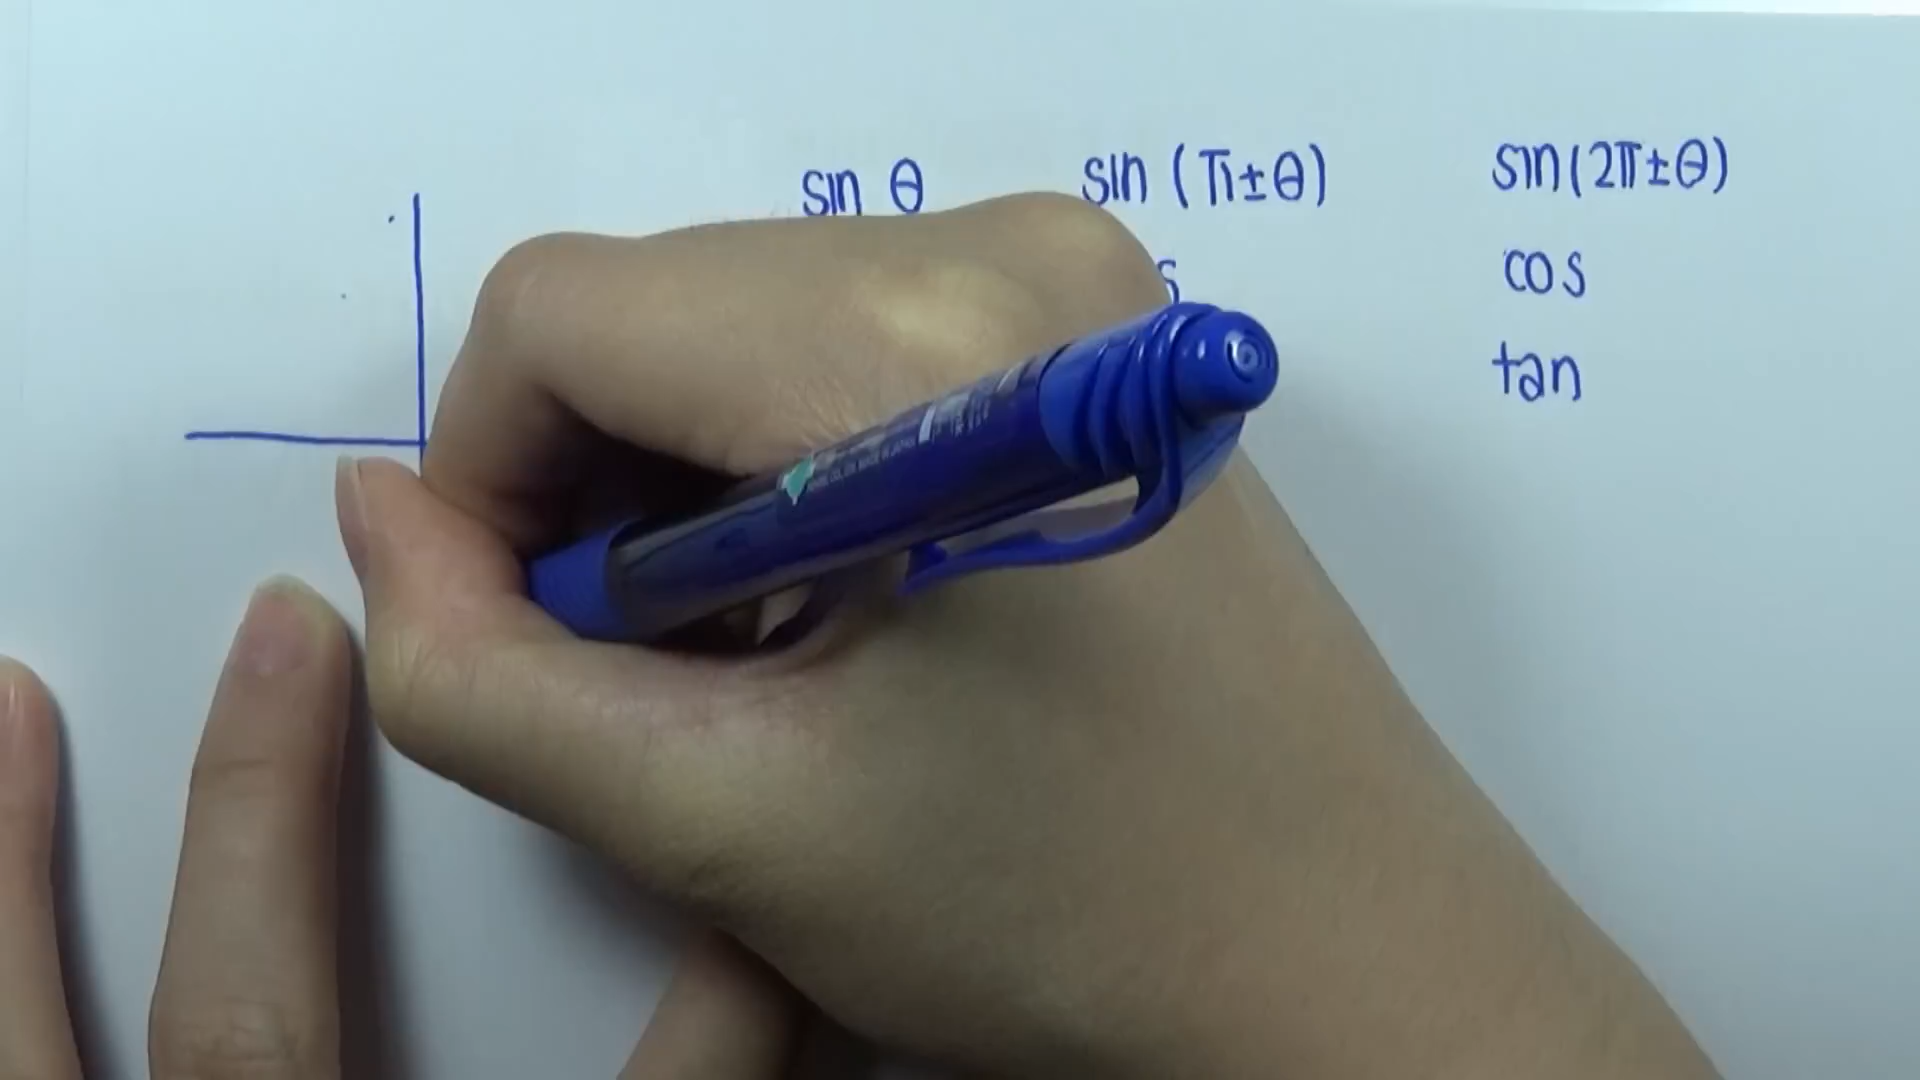 sin θ sin (π±θ) sin(2π±θ)
cos
tan